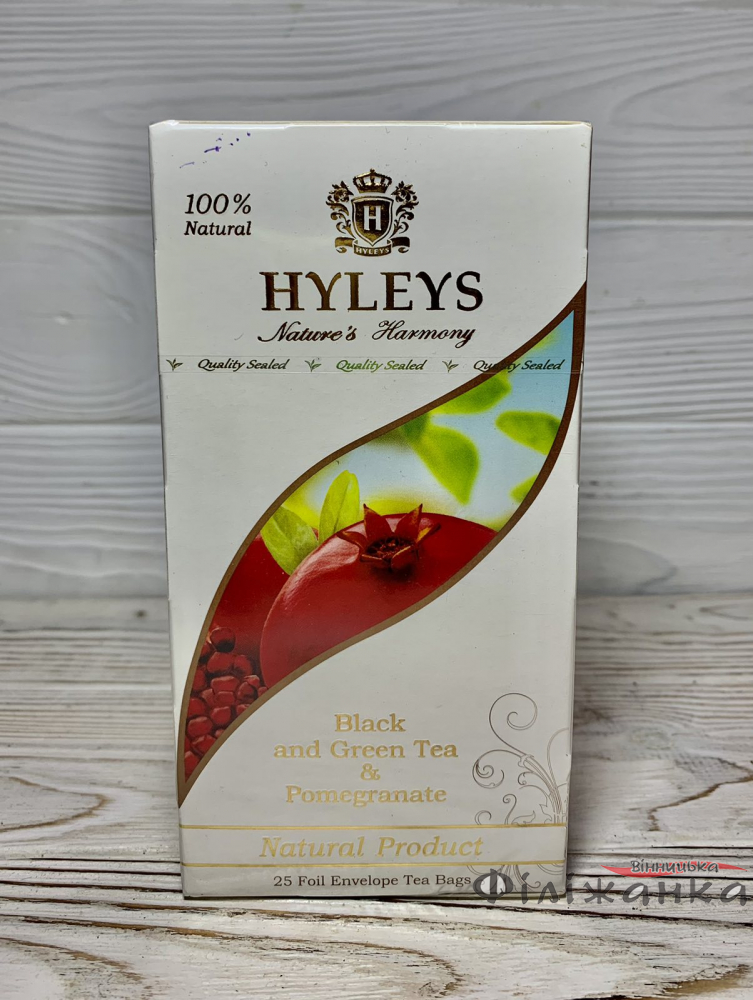 100%
Natural
H
HYLEYS
HYLEYS
Nature's Harmony
Quality Sealed Quality Sealed Quality Sealed
Black
and Green Tea
&
Pomegranate
Natural Product
25 Foil Envelope Tea Bags
Вінницька
Філіжанка